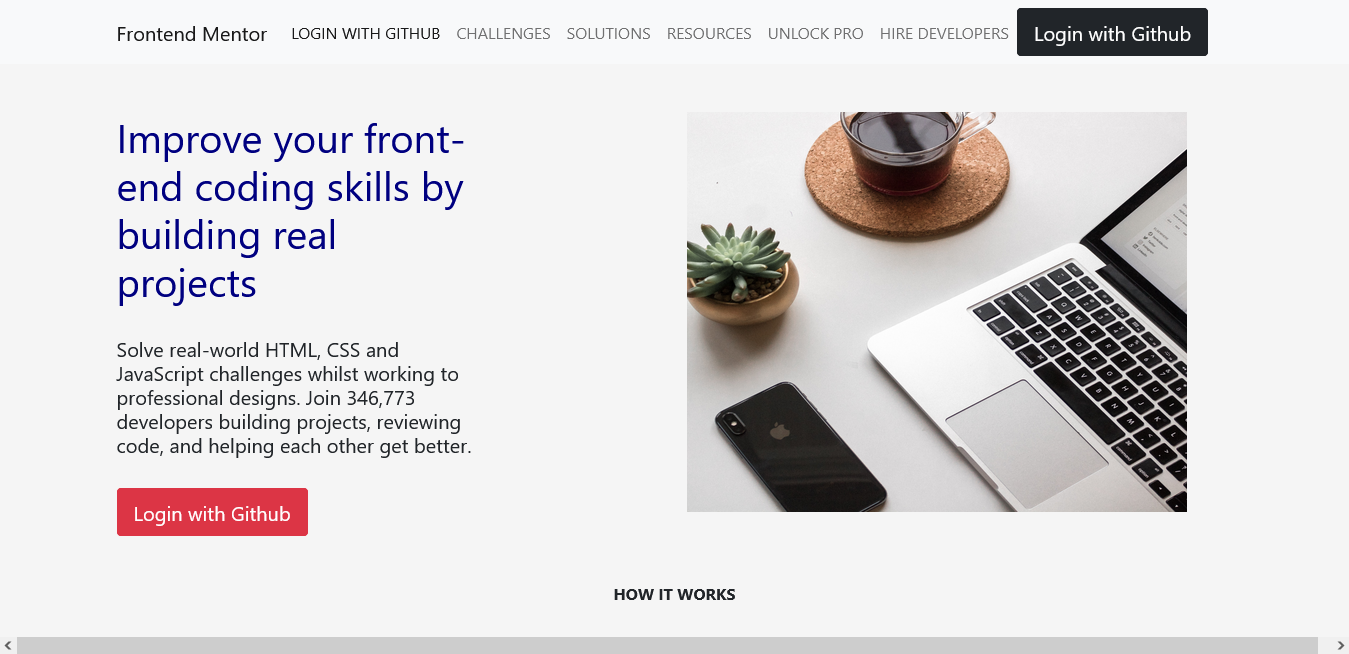 Frontend Mentor LOGIN WITH GITHUB CHALLENGES SOLUTIONS RESOURCES UNLOCK PRO HIRE DEVELOPERS Login with Github
Improve your front-
end coding skills by
building real
projects
Solve real-world HTML, CSS and
JavaScript challenges whilst working to
professional designs. Join 346,773
developers building projects, reviewing
code, and helping each other get better.
Login with Github
HOW IT WORKS